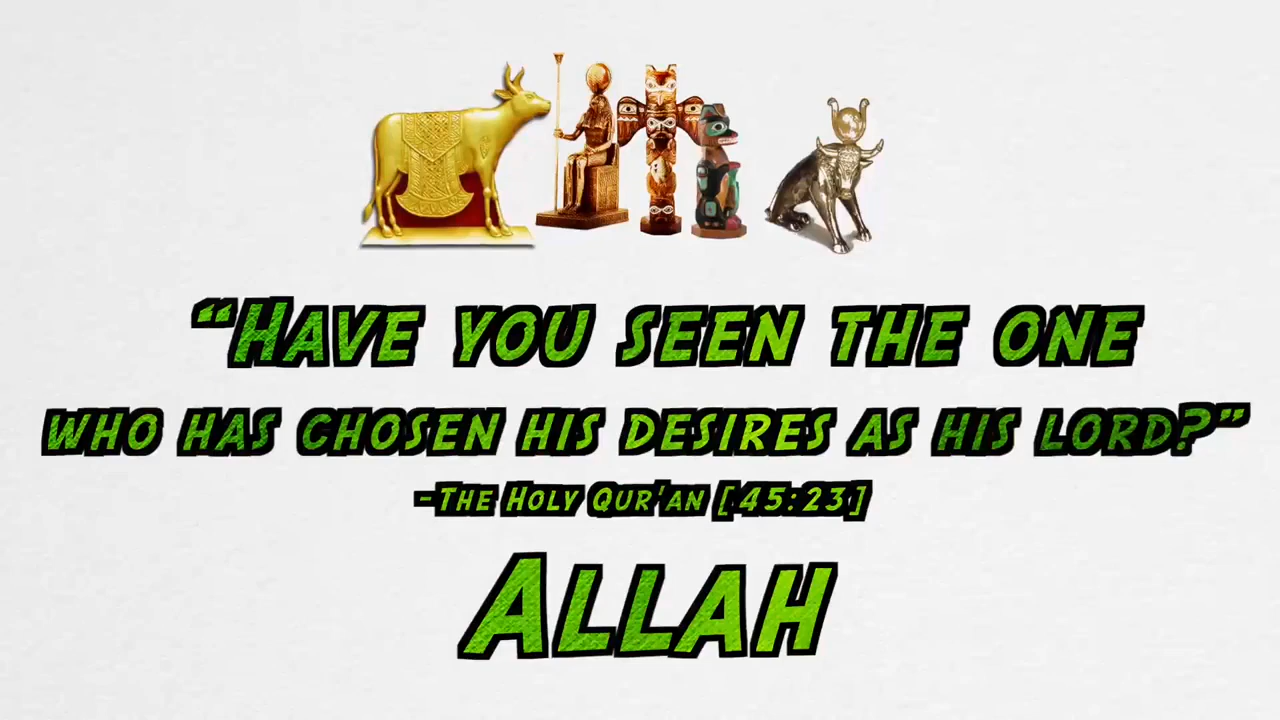 “Have you seen the one
who has chosen his desires as his lord?”
-The Holy Qur'an [45:23]
Allah